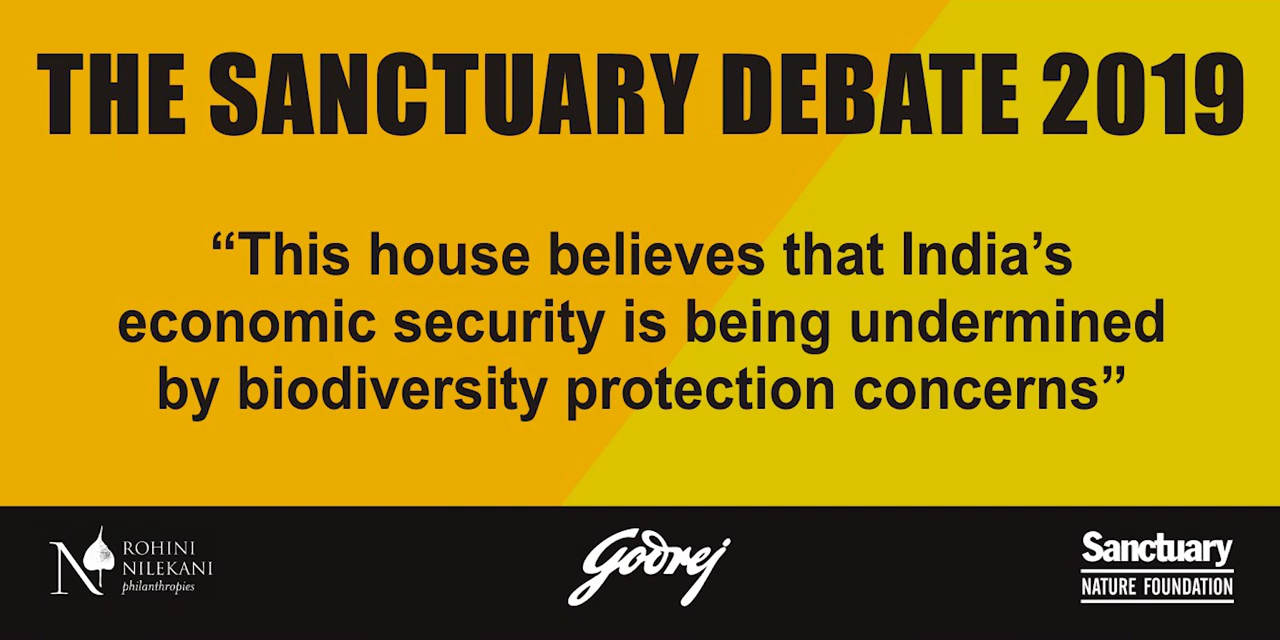 THE SANCTUARY DEBATE 2019
“This house believes that India’s
economic security is being undermined
by biodiversity protection concerns”
N ROHINI
NILEKANI
philanthropies
Godrej
Sanctuary
NATURE FOUNDATION